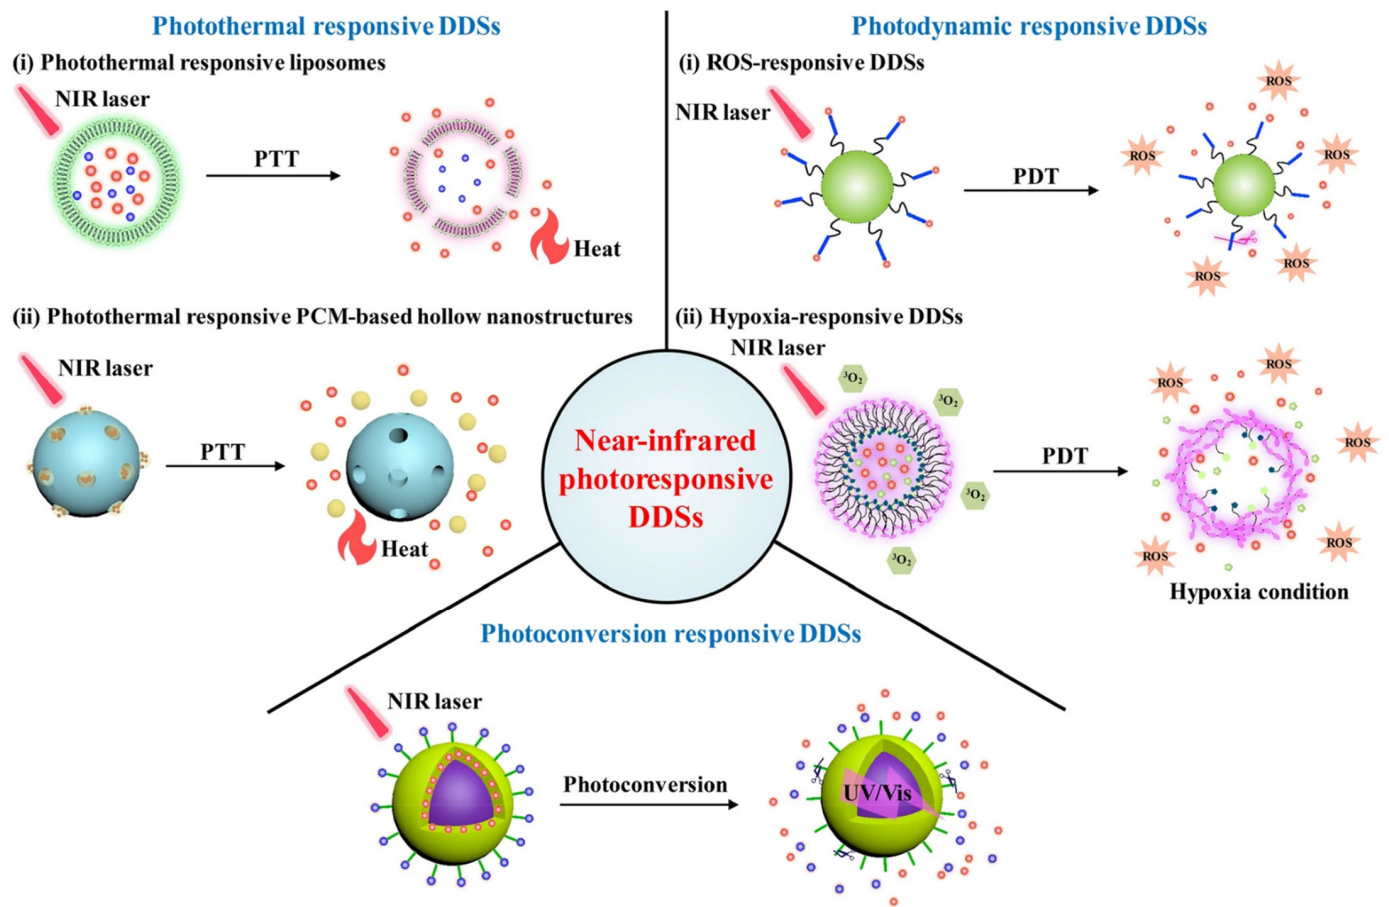 Photothermal responsive DDSs
(i) Photothermal responsive liposomes
NIR laser
PTT
Heat
(ii) Photothermal responsive PCM-based hollow nanostructures
NIR laser
PTT
Heat
Photodynamic responsive DDSs
(i) ROS-responsive DDSs
NIR laser
PDT
ROS
ROS
ROS
ROS
ROS
(ii) Hypoxia-responsive DDSs
NIR laser
³O₂
³O₂
³O₂
³O₂
PDT
ROS
ROS
ROS
ROS
ROS
Hypoxia condition
Near-infrared
photoresponsive
DDSs
Photoconversion responsive DDSs
NIR laser
Photoconversion
UV/Vis